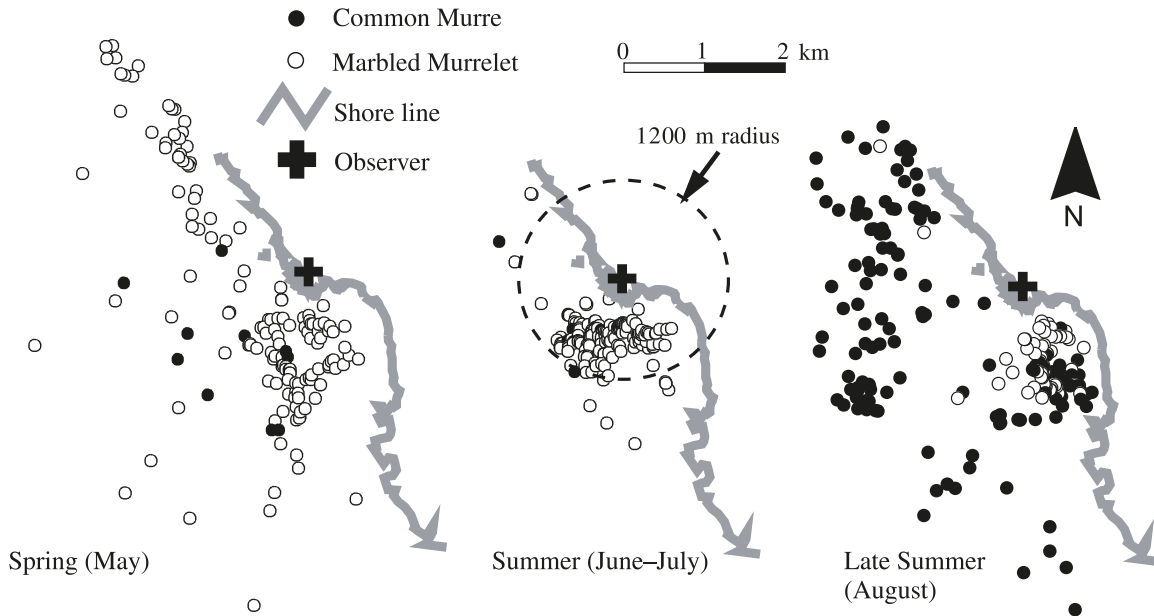 Common Murre
Marbled Murrelet
Shore line
Observer
0 1 2 km
1200 m radius
N
Spring (May)
Summer (June–July)
Late Summer
(August)